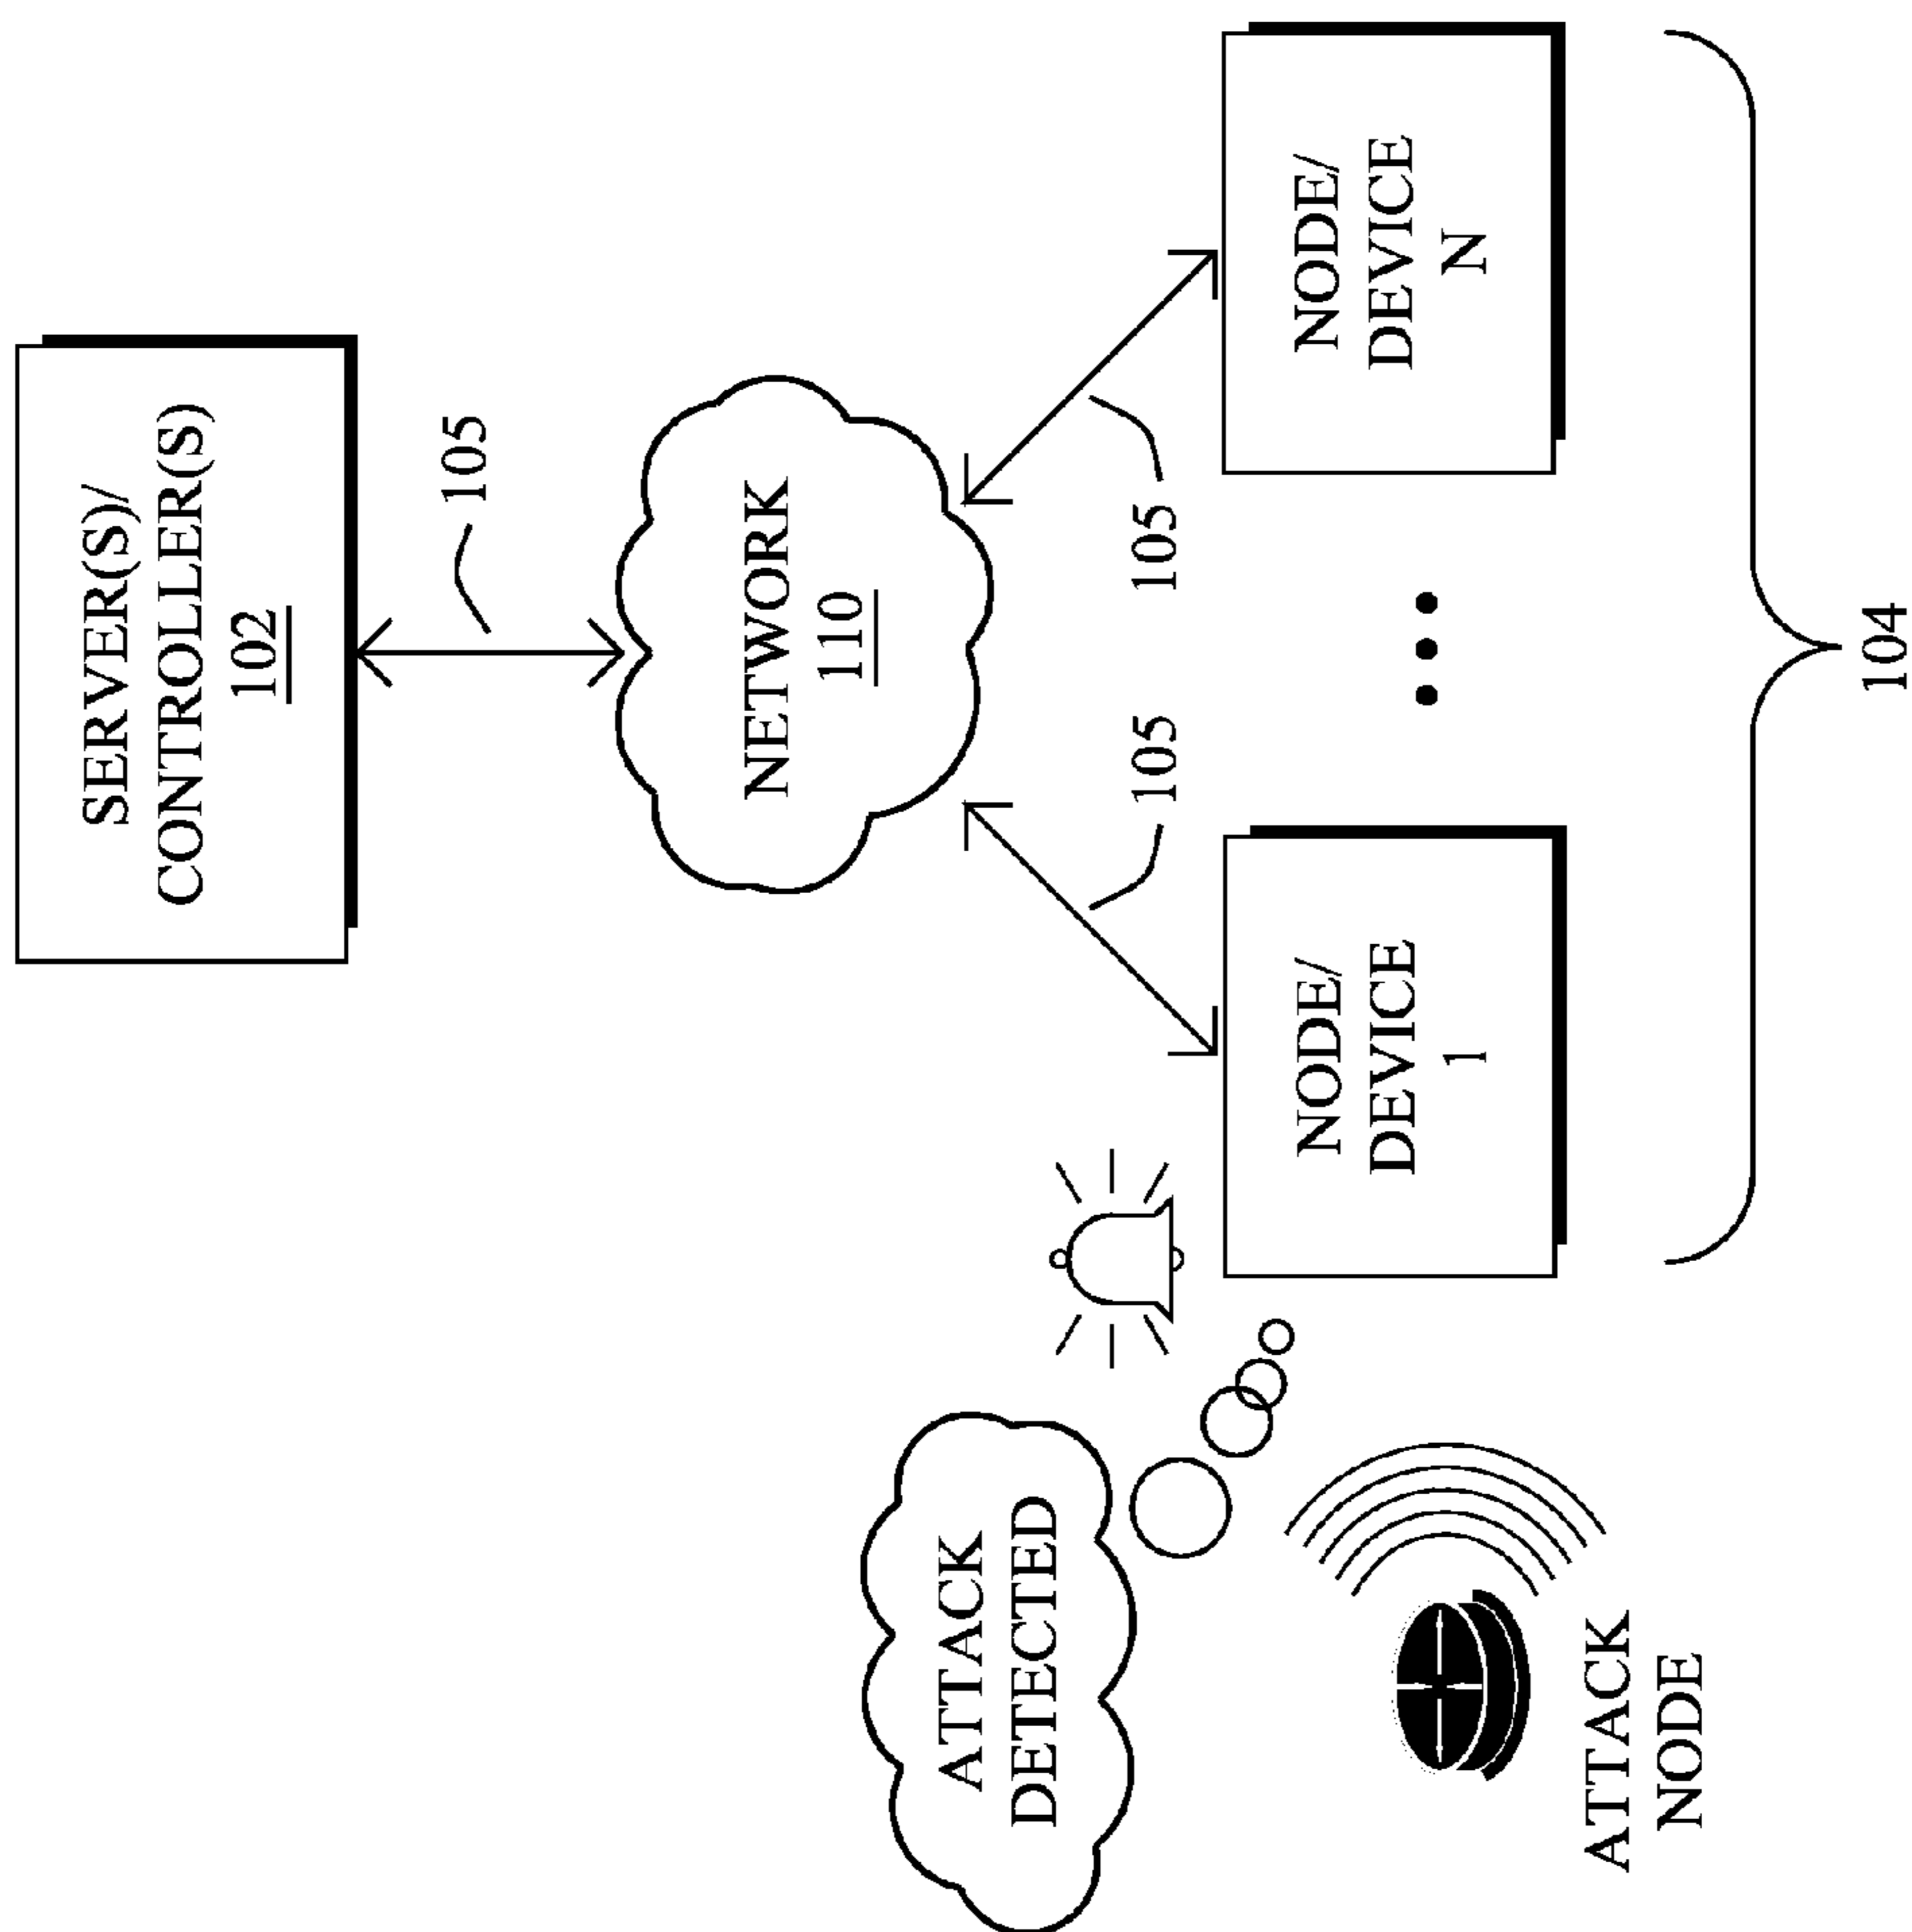 SERVER(S)/
CONTROLLER(S)
102
105
NETWORK
110
105
105
ATTACK
DETECTED
NODE/
DEVICE
1
NODE/
DEVICE
N
ATTACK
NODE
104